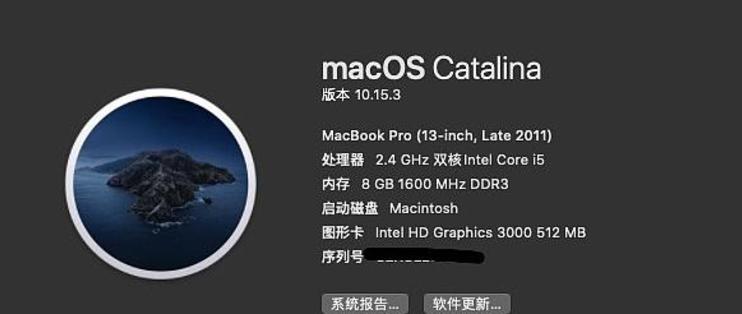 macOS Catalina
版本 10.15.3
MacBook Pro (13-inch, Late 2011)
处理器 2.4 GHz 双核Intel Core i5
内存 8 GB 1600 MHz DDR3
启动磁盘 Macintosh
图形卡 Intel HD Graphics 3000 512 MB
序列号
系统报告... 软件更新...